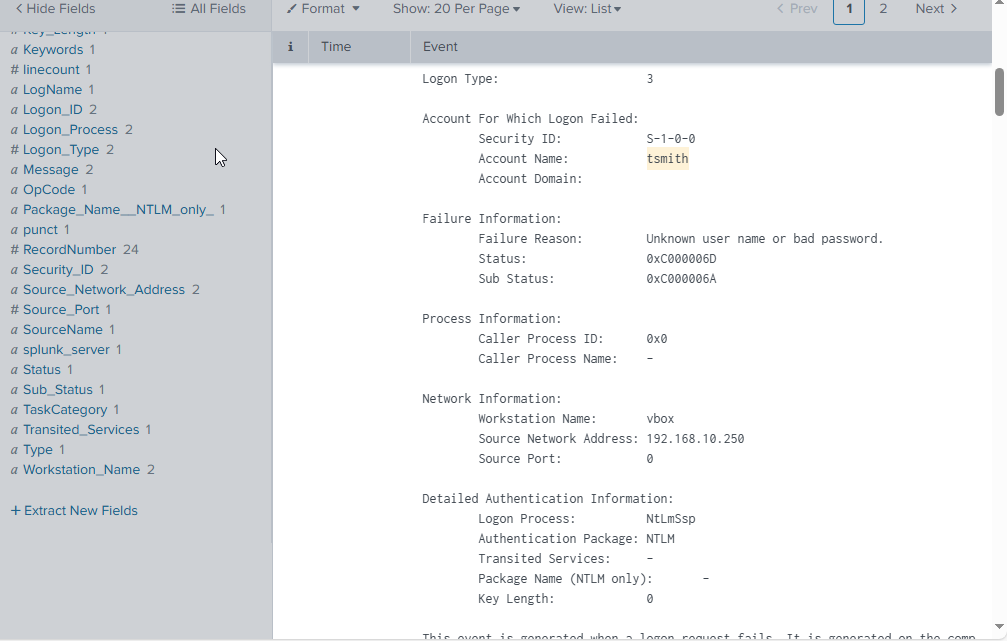 Hide Fields
All Fields
Format
Show: 20 Per Page
View: List
Prev
1
2
Next
i
Time
Event
# Key_Length 1
a Keywords 1
# linecount 1
a LogName 1
a Logon_ID 2
a Logon_Process 2
# Logon_Type 2
a Message 2
a OpCode 1
a Package_Name__NTLM_only_ 1
a punct 1
# RecordNumber 24
a Security_ID 2
a Source_Network_Address 2
# Source_Port 1
a SourceName 1
a splunk_server 1
a Status 1
a Sub_Status 1
a TaskCategory 1
a Transited_Services 1
a Type 1
a Workstation_Name 2
+ Extract New Fields
Logon Type: 3
Account For Which Logon Failed:
Security ID: S-1-0-0
Account Name: tsmith
Account Domain:
Failure Information:
Failure Reason: Unknown user name or bad password.
Status: 0xC000006D
Sub Status: 0xC000006A
Process Information:
Caller Process ID: 0x0
Caller Process Name: -
Network Information:
Workstation Name: vbox
Source Network Address: 192.168.10.250
Source Port: 0
Detailed Authentication Information:
Logon Process: NtLmSsp
Authentication Package: NTLM
Transited Services: -
Package Name (NTLM only): -
Key Length: 0
This event is generated when a logon request fails. It is generated on the comp